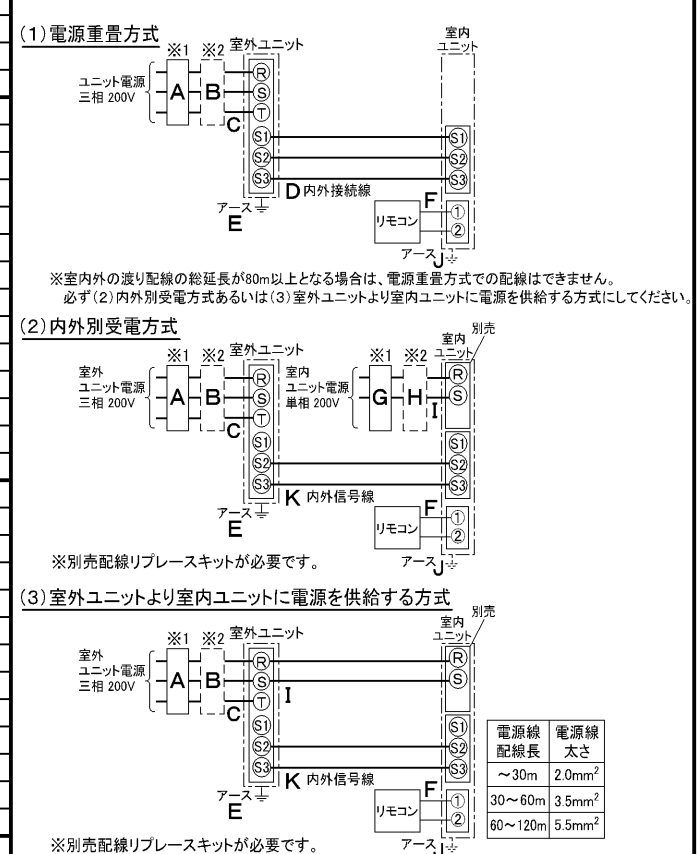 (1)電源重畳方式
※1 ※2 室外ユニット
室内
ユニット
ユニット電源
三相 200V
A B C
R
S
T
S1
S2
S3
S1
S2
S3
D 内外接続線
アース
E
リモコン
F
①
②
アース J
※室内外の渡り配線の総延長が80m以上となる場合は、電源重畳方式での配線はできません。
必ず(2)内外別受電方式あるいは(3)室外ユニットより室内ユニットに電源を供給する方式にしてください。
(2)内外別受電方式
※1 ※2 室外ユニット
※1 ※2
室内
ユニット
別売
室外
ユニット電源
三相 200V
A B C
R
S
T
S1
S2
S3
室内
ユニット電源
単相 200V
G H I
R
S
S1
S2
S3
K 内外信号線
アース
E
リモコン
F
①
②
アース J
※別売配線リプレースキットが必要です。
(3)室外ユニットより室内ユニットに電源を供給する方式
※1 ※2 室外ユニット
室内
ユニット
別売
室外
ユニット電源
三相 200V
A B C
R
S
T
S1
S2
S3
I
R
S
S1
S2
S3
K 内外信号線
アース
E
リモコン
F
①
②
アース J
※別売配線リプレースキットが必要です。
電源線 電源線
配線長 太さ
～30m 2.0mm²
30～60m 3.5mm²
60～120m 5.5mm²